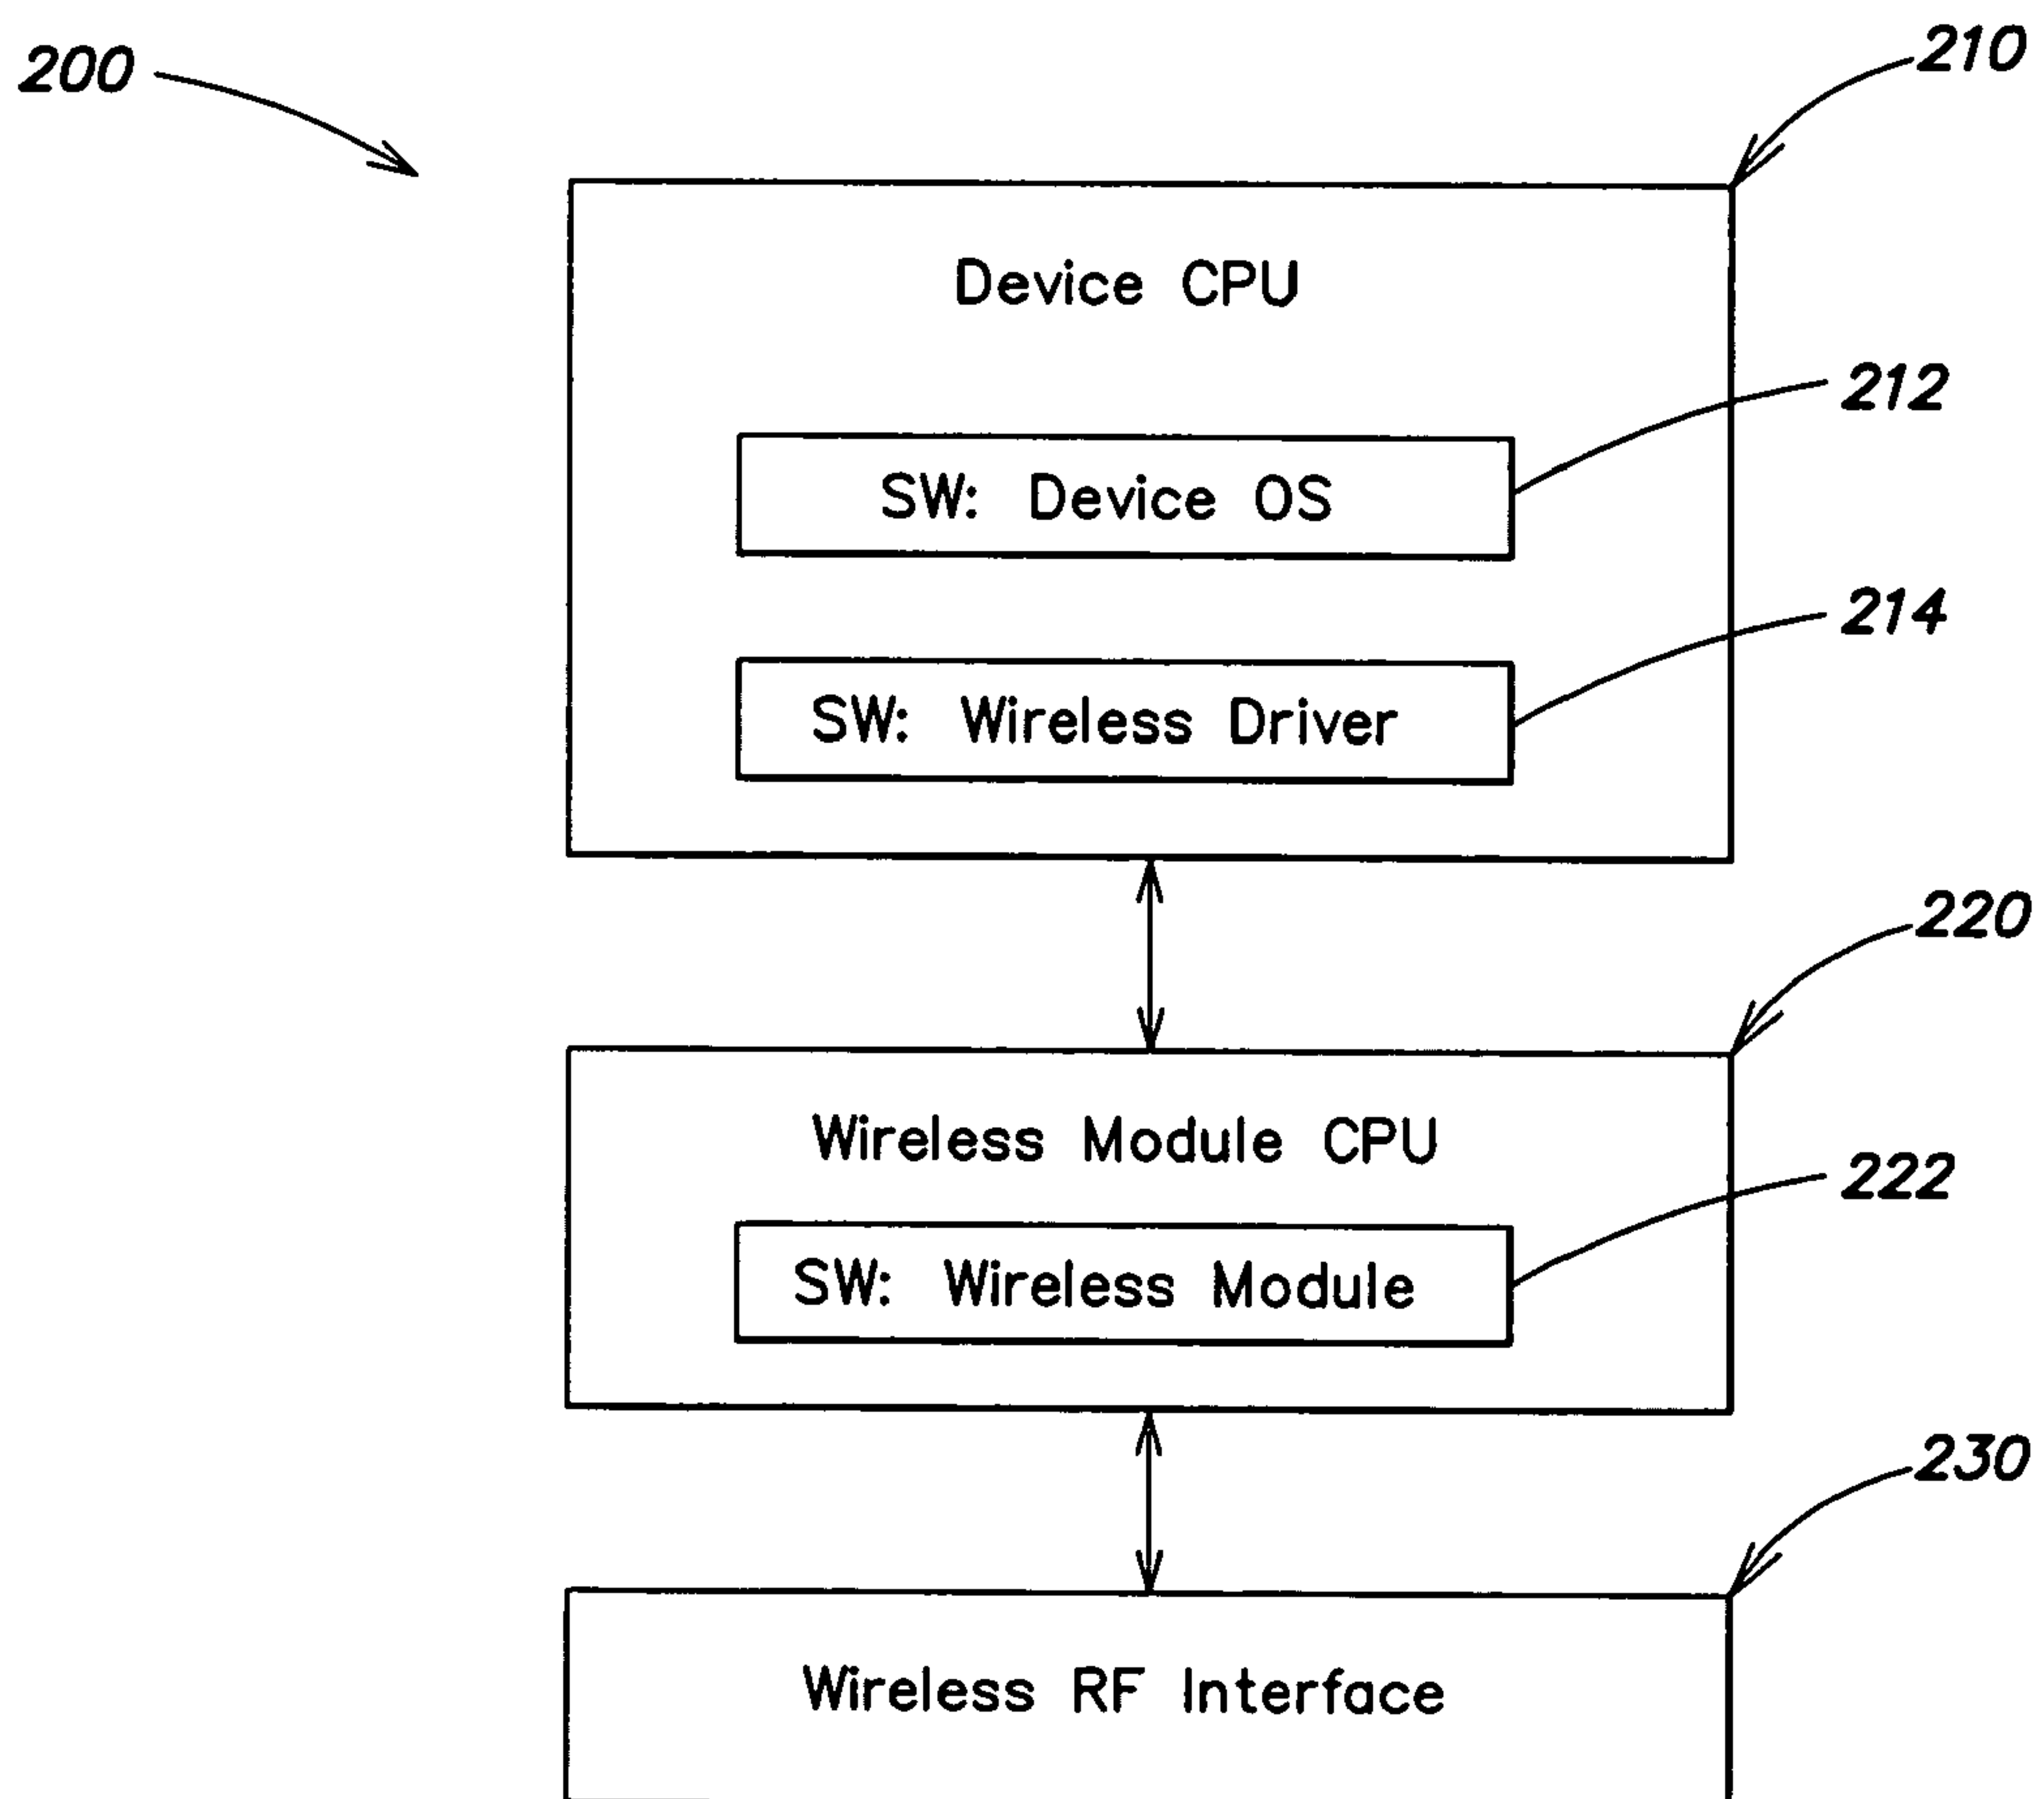 200
210
Device CPU
212
SW: Device OS
214
SW: Wireless Driver
220
Wireless Module CPU
222
SW: Wireless Module
230
Wireless RF Interface